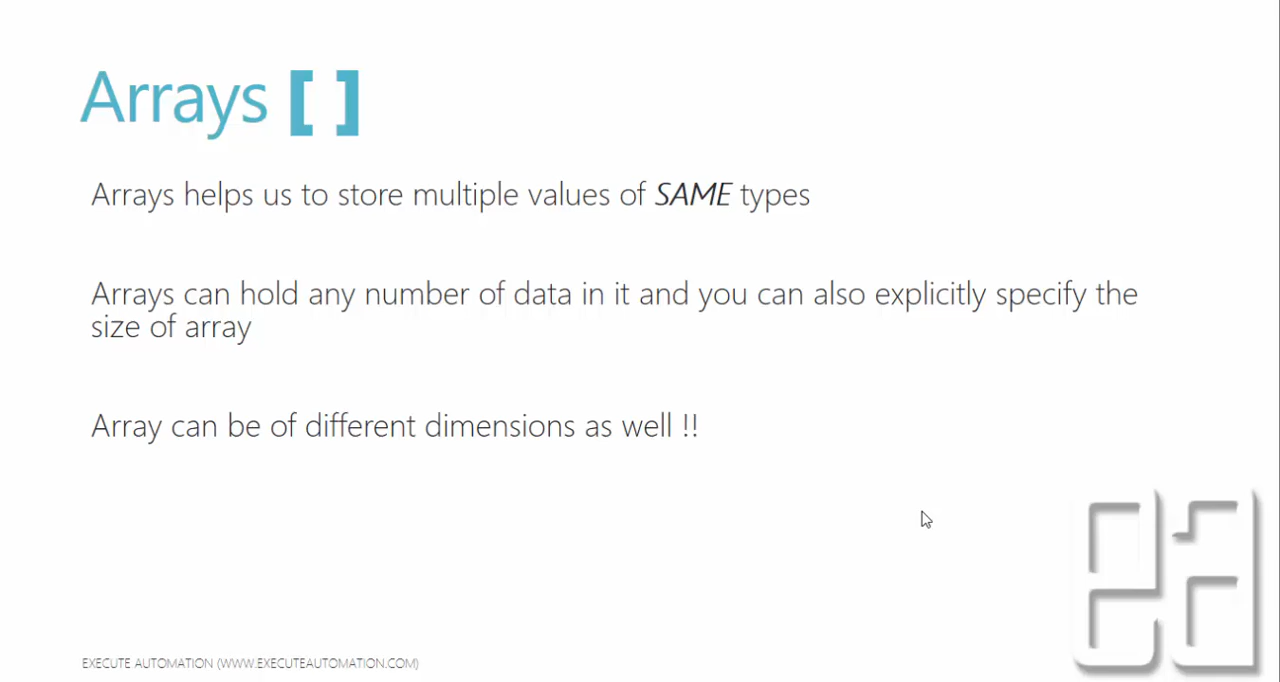 Arrays [ ]
Arrays helps us to store multiple values of SAME types
Arrays can hold any number of data in it and you can also explicitly specify the
size of array
Array can be of different dimensions as well !!
ea
EXECUTE AUTOMATION (WWW.EXECUTEAUTOMATION.COM)